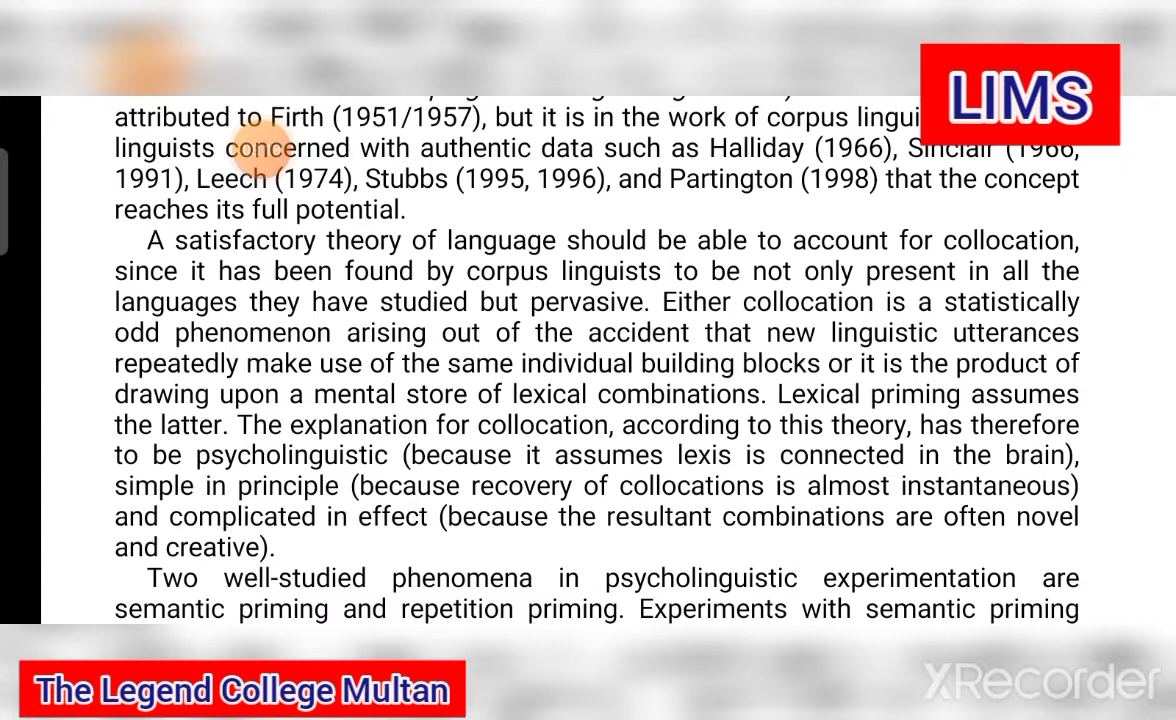 LIMS
attributed to Firth (1951/1957), but it is in the work of corpus
linguists concerned with authentic data such as Halliday (1966), Sinclair (1966,
1991), Leech (1974), Stubbs (1995, 1996), and Partington (1998) that the concept
reaches its full potential.
A satisfactory theory of language should be able to account for collocation,
since it has been found by corpus linguists to be not only present in all the
languages they have studied but pervasive. Either collocation is a statistically
odd phenomenon arising out of the accident that new linguistic utterances
repeatedly make use of the same individual building blocks or it is the product of
drawing upon a mental store of lexical combinations. Lexical priming assumes
the latter. The explanation for collocation, according to this theory, has therefore
to be psycholinguistic (because it assumes lexis is connected in the brain),
simple in principle (because recovery of collocations is almost instantaneous)
and complicated in effect (because the resultant combinations are often novel
and creative).
Two well-studied phenomena in psycholinguistic experimentation are
semantic priming and repetition priming. Experiments with semantic priming
The Legend College Multan
XRecorder